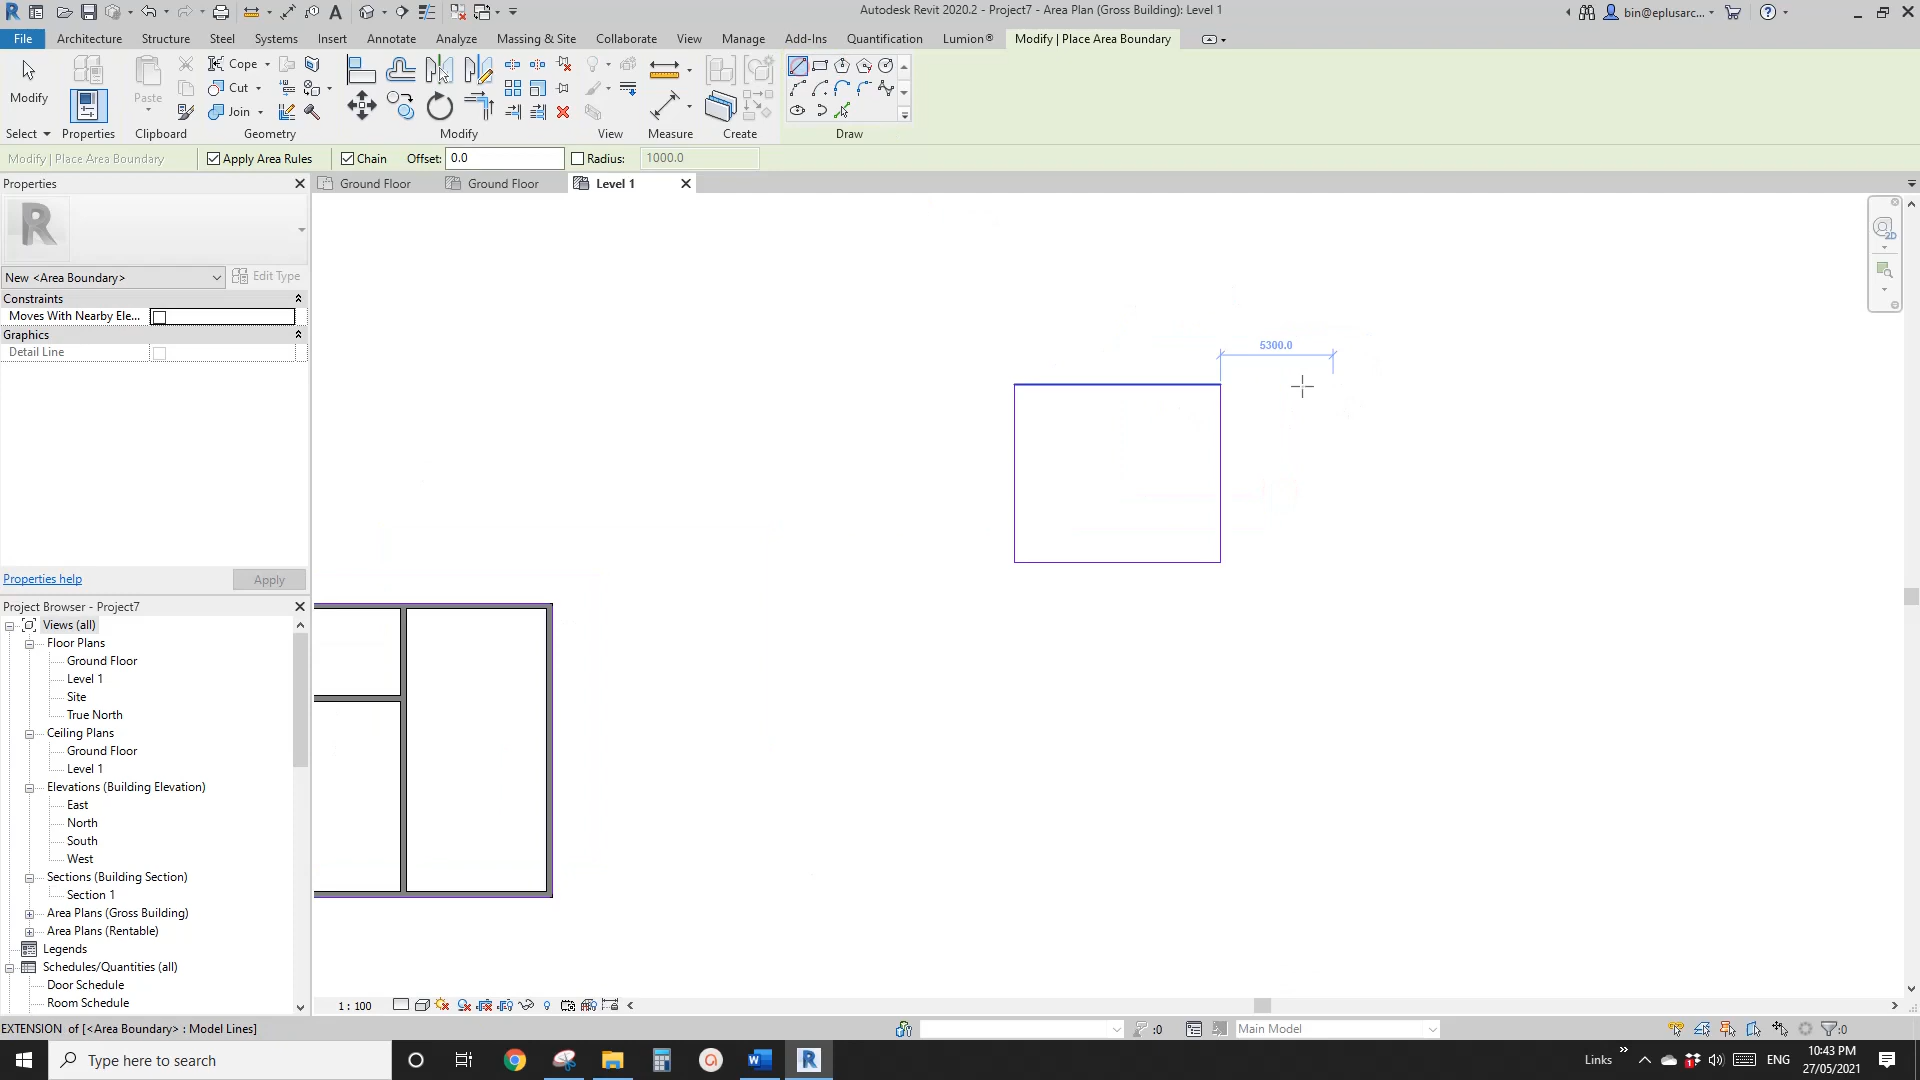 Autodesk Revit 2020.2 - Project7 - Area Plan (Gross Building): Level 1
bin@eplusarc...
File
Architecture
Structure
Steel
Systems
Insert
Annotate
Analyze
Massing & Site
Collaborate
View
Manage
Add-Ins
Quantification
Lumion®
Modify | Place Area Boundary
Modify
Paste
Cope
Cut
Join
Select
Properties
Clipboard
Geometry
Modify
View
Measure
Create
Draw
Modify | Place Area Boundary
Apply Area Rules
Chain
Offset:
0.0
Radius:
1000.0
Properties
Ground Floor
Ground Floor
Level 1
R
New <Area Boundary>
Edit Type
Constraints
Moves With Nearby Ele...
Graphics
Detail Line
Properties help
Apply
2D
5300.0
Project Browser - Project7
Views (all)
Floor Plans
Ground Floor
Level 1
Site
True North
Ceiling Plans
Ground Floor
Level 1
Elevations (Building Elevation)
East
North
South
West
Sections (Building Section)
Section 1
Area Plans (Gross Building)
Area Plans (Rentable)
Legends
Schedules/Quantities (all)
Door Schedule
Room Schedule
1 : 100
EXTENSION of [<Area Boundary> : Model Lines]
:0
Main Model
:0
Type here to search
Links
ENG
10:43 PM
27/05/2021